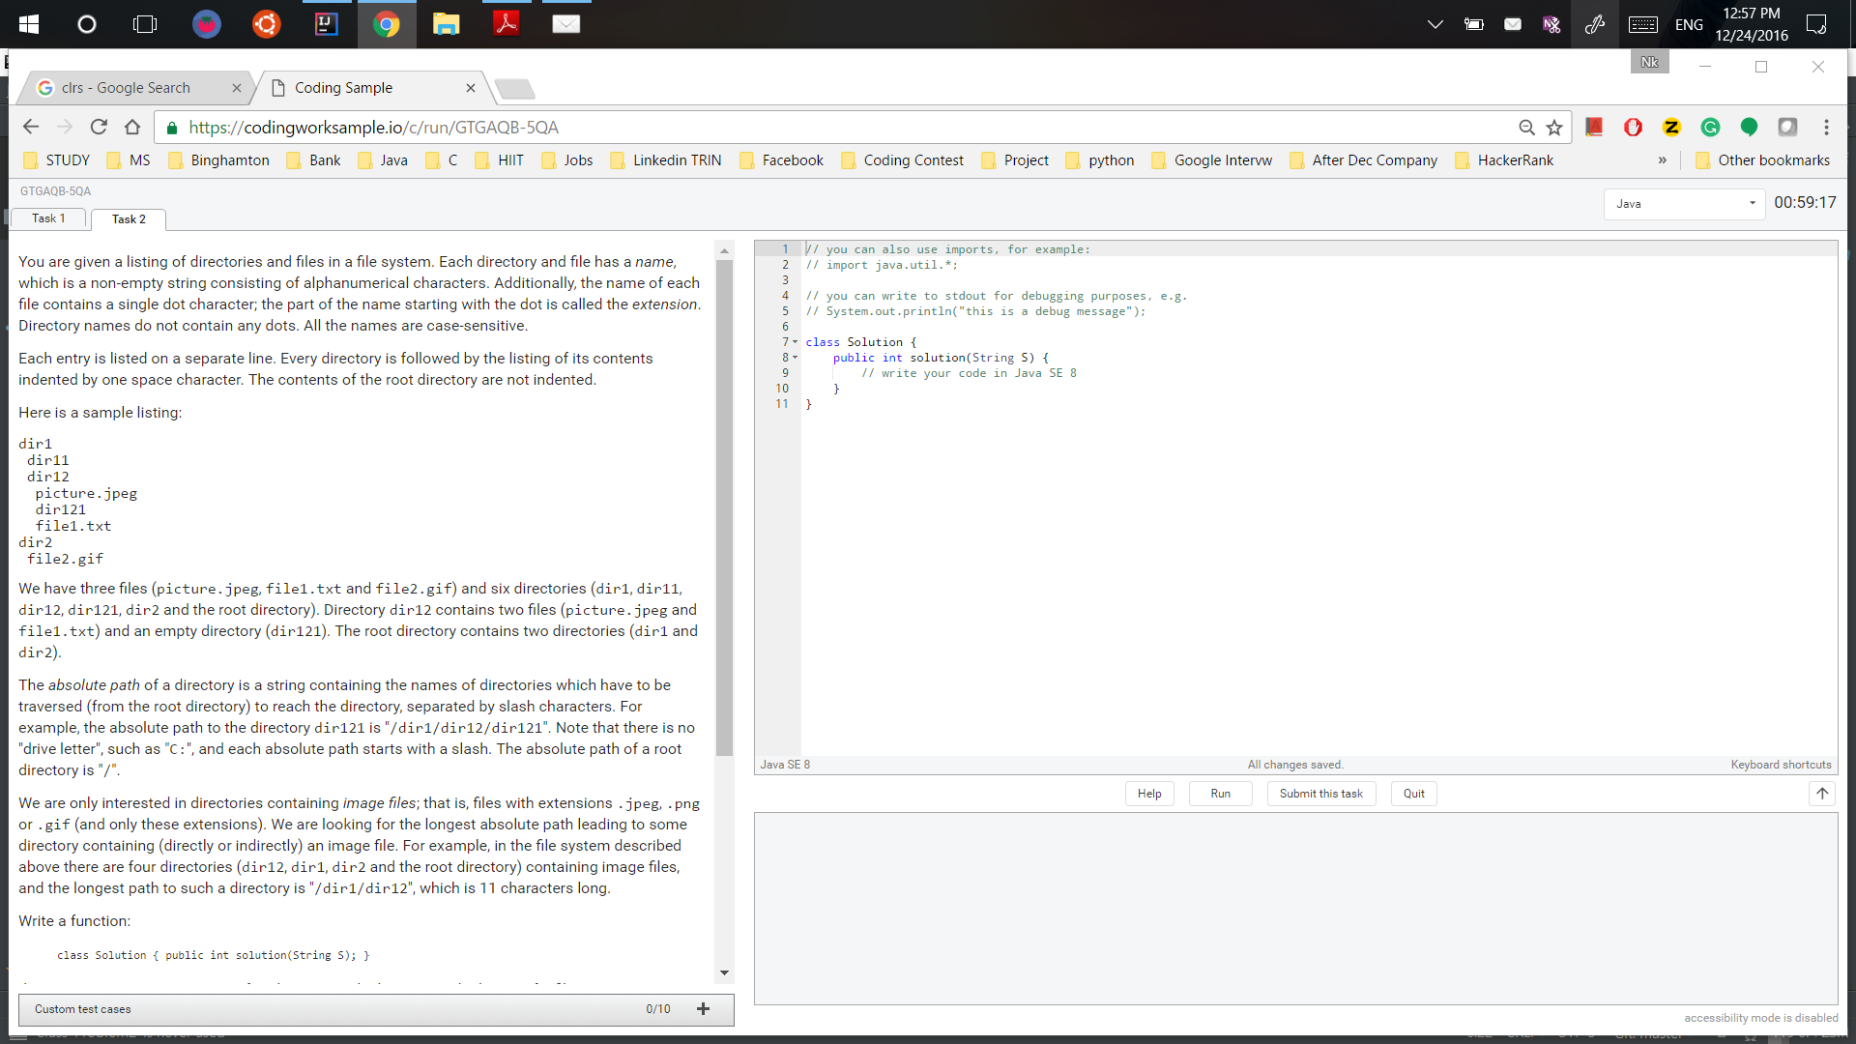 ENG
12:57 PM
12/24/2016
Nk
clrs - Google Search
Coding Sample
https://codingworksample.io/c/run/GTGAQB-5QA
STUDY MS Binghamton Bank Java C HIIT Jobs Linkedin TRIN Facebook Coding Contest Project python Google Intervw After Dec Company HackerRank » Other bookmarks
GTGAQB-5QA
Task 1 Task 2
Java 00:59:17
You are given a listing of directories and files in a file system. Each directory and file has a name,
which is a non-empty string consisting of alphanumerical characters. Additionally, the name of each
file contains a single dot character; the part of the name starting with the dot is called the extension.
Directory names do not contain any dots. All the names are case-sensitive.
Each entry is listed on a separate line. Every directory is followed by the listing of its contents
indented by one space character. The contents of the root directory are not indented.
Here is a sample listing:
dir1
 dir11
 dir12
  picture.jpeg
  dir121
  file1.txt
dir2
 file2.gif
We have three files (picture.jpeg, file1.txt and file2.gif) and six directories (dir1, dir11,
dir12, dir121, dir2 and the root directory). Directory dir12 contains two files (picture.jpeg and
file1.txt) and an empty directory (dir121). The root directory contains two directories (dir1 and
dir2).
The absolute path of a directory is a string containing the names of directories which have to be
traversed (from the root directory) to reach the directory, separated by slash characters. For
example, the absolute path to the directory dir121 is "/dir1/dir12/dir121". Note that there is no
"drive letter", such as "C:", and each absolute path starts with a slash. The absolute path of a root
directory is "/".
We are only interested in directories containing image files; that is, files with extensions .jpeg, .png
or .gif (and only these extensions). We are looking for the longest absolute path leading to some
directory containing (directly or indirectly) an image file. For example, in the file system described
above there are four directories (dir12, dir1, dir2 and the root directory) containing image files,
and the longest path to such a directory is "/dir1/dir12", which is 11 characters long.
Write a function:
class Solution { public int solution(String S); }
Custom test cases 0/10 +
1 // you can also use imports, for example:
2 // import java.util.*;
3
4 // you can write to stdout for debugging purposes, e.g.
5 // System.out.println("this is a debug message");
6
7 class Solution {
8     public int solution(String S) {
9         // write your code in Java SE 8
10     }
11 }
Java SE 8 All changes saved. Keyboard shortcuts
Help Run Submit this task Quit
accessibility mode is disabled